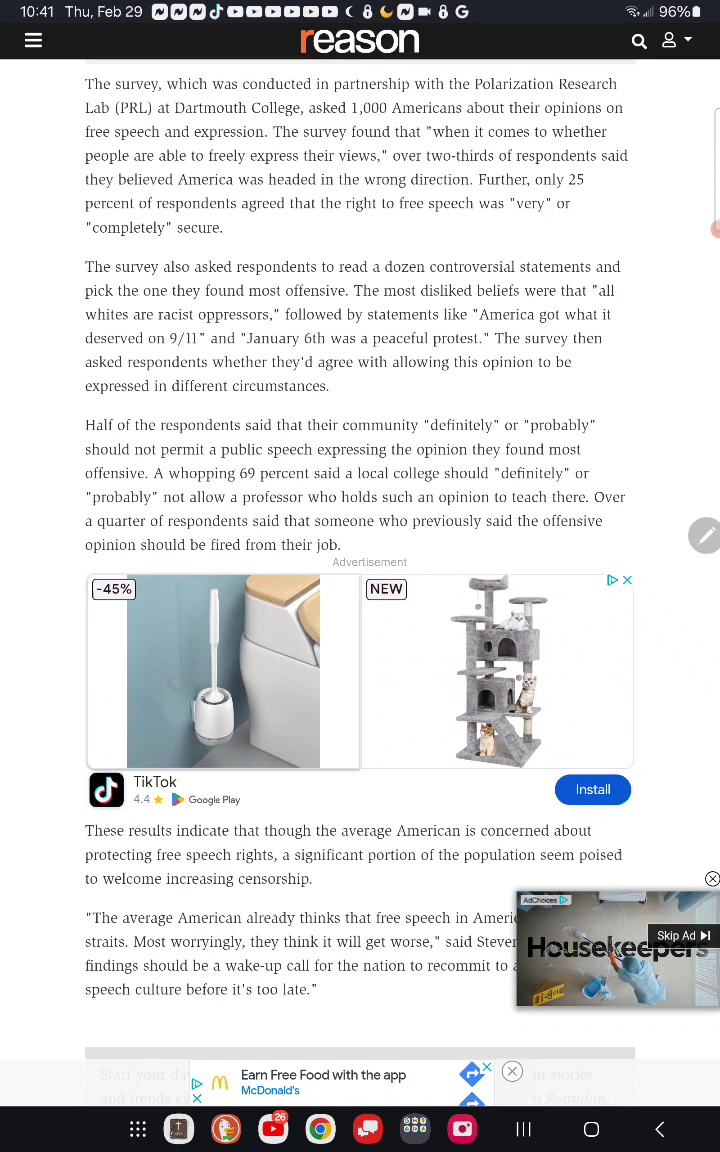 10:41 Thu, Feb 29
96%
reason
The survey, which was conducted in partnership with the Polarization Research
Lab (PRL) at Dartmouth College, asked 1,000 Americans about their opinions on
free speech and expression. The survey found that "when it comes to whether
people are able to freely express their views," over two-thirds of respondents said
they believed America was headed in the wrong direction. Further, only 25
percent of respondents agreed that the right to free speech was "very" or
"completely" secure.
The survey also asked respondents to read a dozen controversial statements and
pick the one they found most offensive. The most disliked beliefs were that "all
whites are racist oppressors," followed by statements like "America got what it
deserved on 9/11" and "January 6th was a peaceful protest." The survey then
asked respondents whether they'd agree with allowing this opinion to be
expressed in different circumstances.
Half of the respondents said that their community "definitely" or "probably"
should not permit a public speech expressing the opinion they found most
offensive. A whopping 69 percent said a local college should "definitely" or
"probably" not allow a professor who holds such an opinion to teach there. Over
a quarter of respondents said that someone who previously said the offensive
opinion should be fired from their job.
Advertisement
-45%
NEW
TikTok
4.4 ★ Google Play
Install
These results indicate that though the average American is concerned about
protecting free speech rights, a significant portion of the population seem poised
to welcome increasing censorship.
"The average American already thinks that free speech in
straits. Most worryingly, they think it will get worse," said
findings should be a wake-up call for the nation to recommit to
speech culture before it's too late."
AdChoices
Skip Ad
Housekeepers
Start your
Earn Free Food with the app
McDonald's
stories
and trends
Roundup.
26